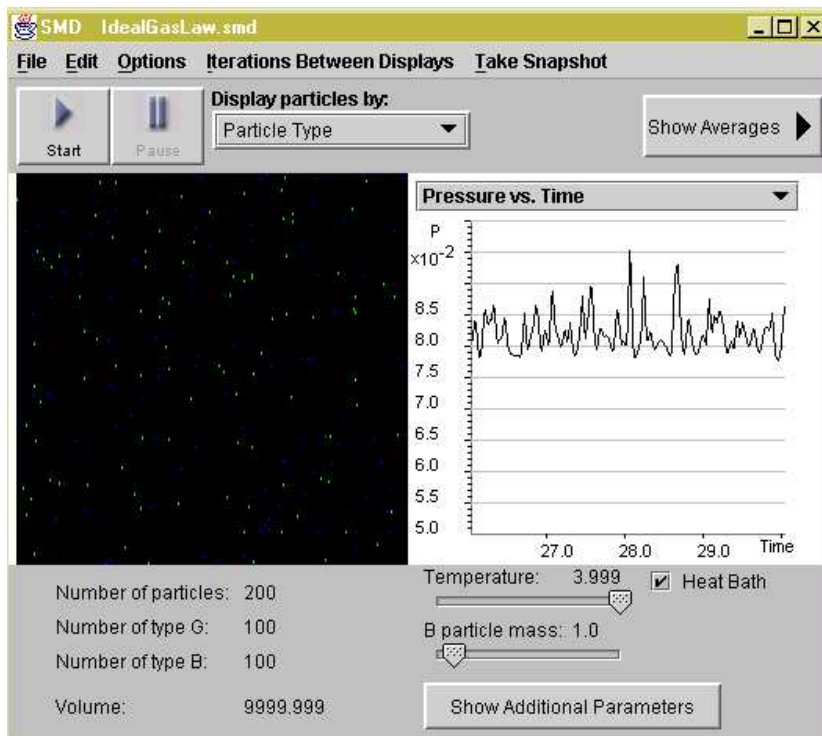 SMD IdealGasLaw.smd
File Edit Options Iterations Between Displays Take Snapshot
Display particles by:
Start Pause Particle Type Show Averages
Pressure vs. Time
P
x10-2
8.5
8.0
7.5
7.0
6.5
6.0
5.5
5.0
27.0 28.0 29.0 Time
Number of particles: 200
Number of type G: 100
Number of type B: 100
Volume: 9999.999
Temperature: 3.999 Heat Bath
B particle mass: 1.0
Show Additional Parameters